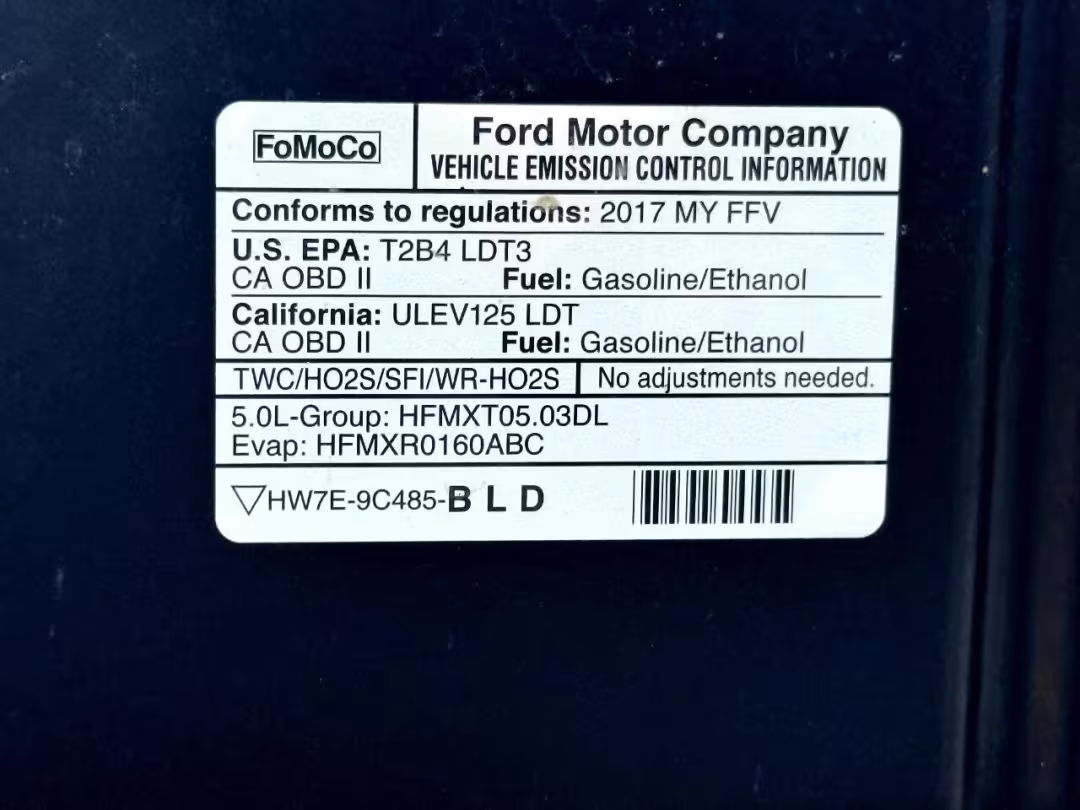 FoMoCo
Ford Motor Company
VEHICLE EMISSION CONTROL INFORMATION
Conforms to regulations: 2017 MY FFV
U.S. EPA: T2B4 LDT3
CA OBD II Fuel: Gasoline/Ethanol
California: ULEV125 LDT
CA OBD II Fuel: Gasoline/Ethanol
TWC/HO2S/SFI/WR-HO2S No adjustments needed.
5.0L-Group: HFMXT05.03DL
Evap: HFMXR0160ABC
HW7E-9C485-B L D